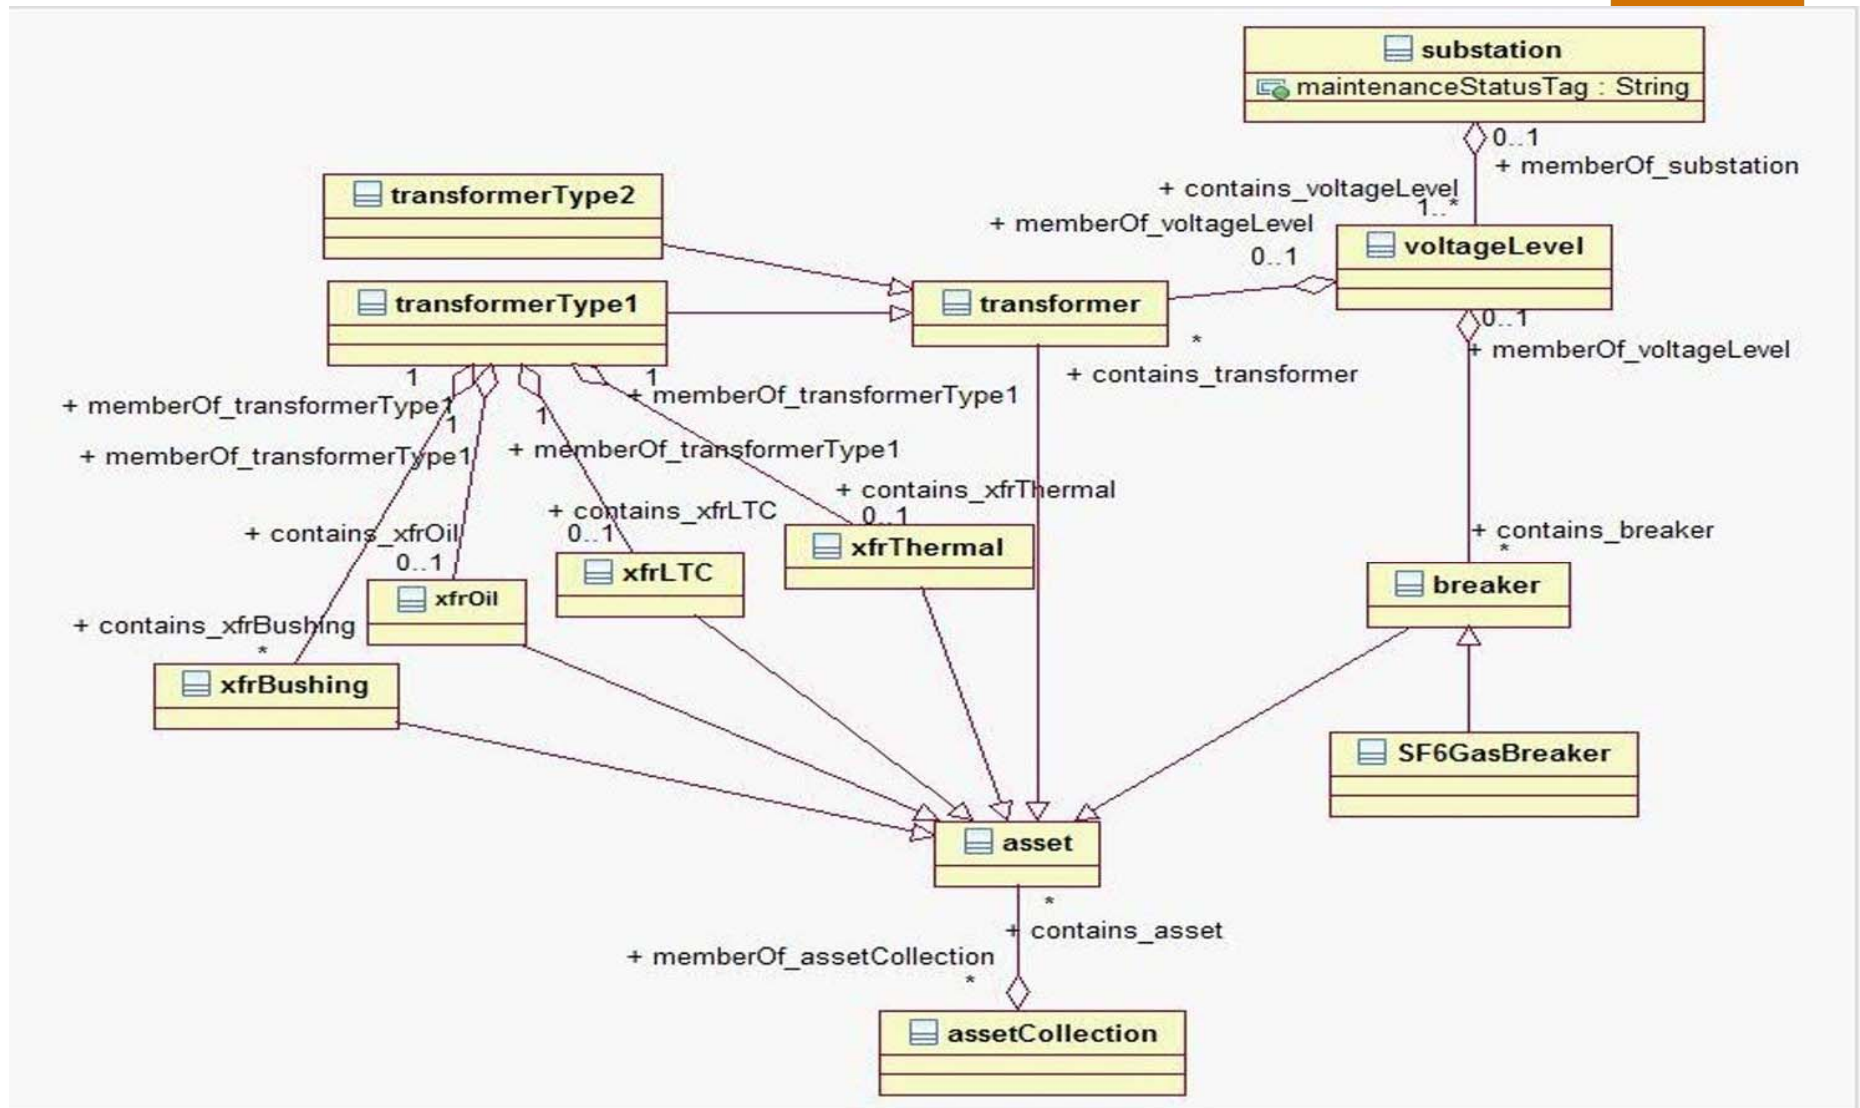 substation
maintenanceStatusTag : String
0..1
+ memberOf_substation
+ contains_voltageLevel
1..*
transformerType2
+ memberOf_voltageLevel
0..1
voltageLevel
transformerType1
transformer
0..1
*
+ memberOf_voltageLevel
+ contains_transformer
1
1
+ memberOf_transformerType1
+ memberOf_transformerType1
1
1
+ memberOf_transformerType1
+ memberOf_transformerType1
+ contains_xfrThermal
0..1
+ contains_xfrLTC
0..1
+ contains_xfrOil
0..1
+ contains_breaker
*
xfrThermal
xfrLTC
xfrOil
breaker
+ contains_xfrBushing
*
xfrBushing
SF6GasBreaker
asset
*
+ contains_asset
+ memberOf_assetCollection
*
assetCollection